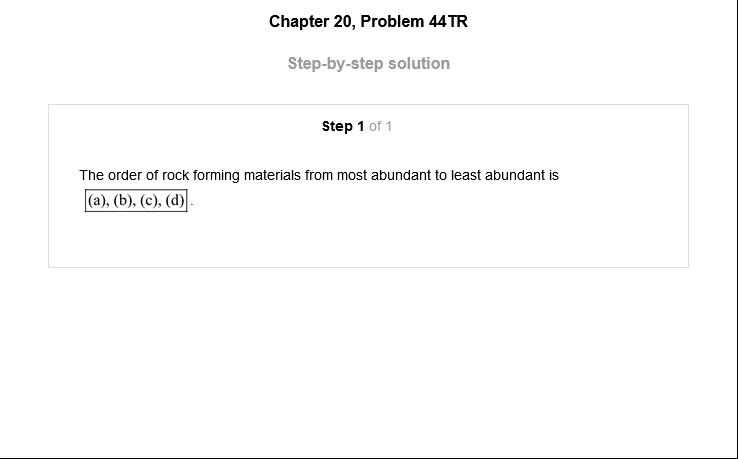 Chapter 20, Problem 44TR
Step-by-step solution
Step 1 of 1
The order of rock forming materials from most abundant to least abundant is
(a), (b), (c), (d).